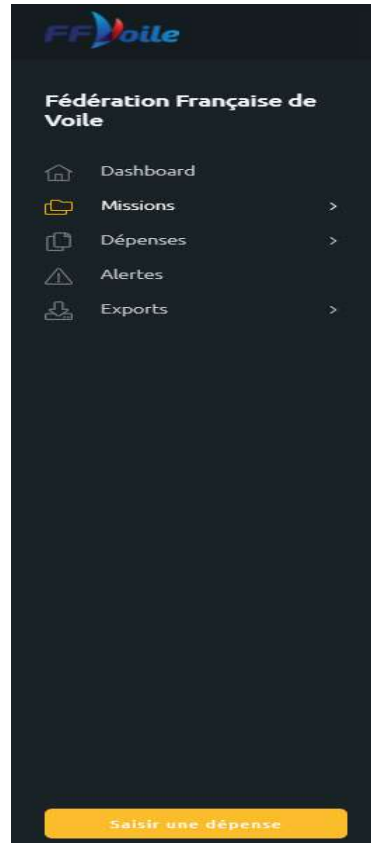 FFVoile
Fédération Française de
Voile
Dashboard
Missions >
Dépenses >
Alertes
Exports >
Saisir une dépense